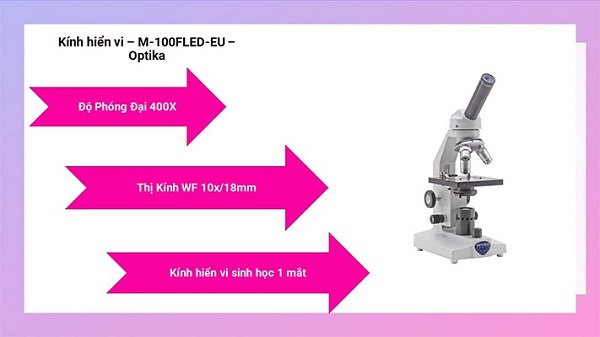 Kính hiển vi – M-100FLED-EU –
Optika
Độ Phóng Đại 400X
Thị Kính WF 10x/18mm
Kính hiển vi sinh học 1 mắt
OPTIKA